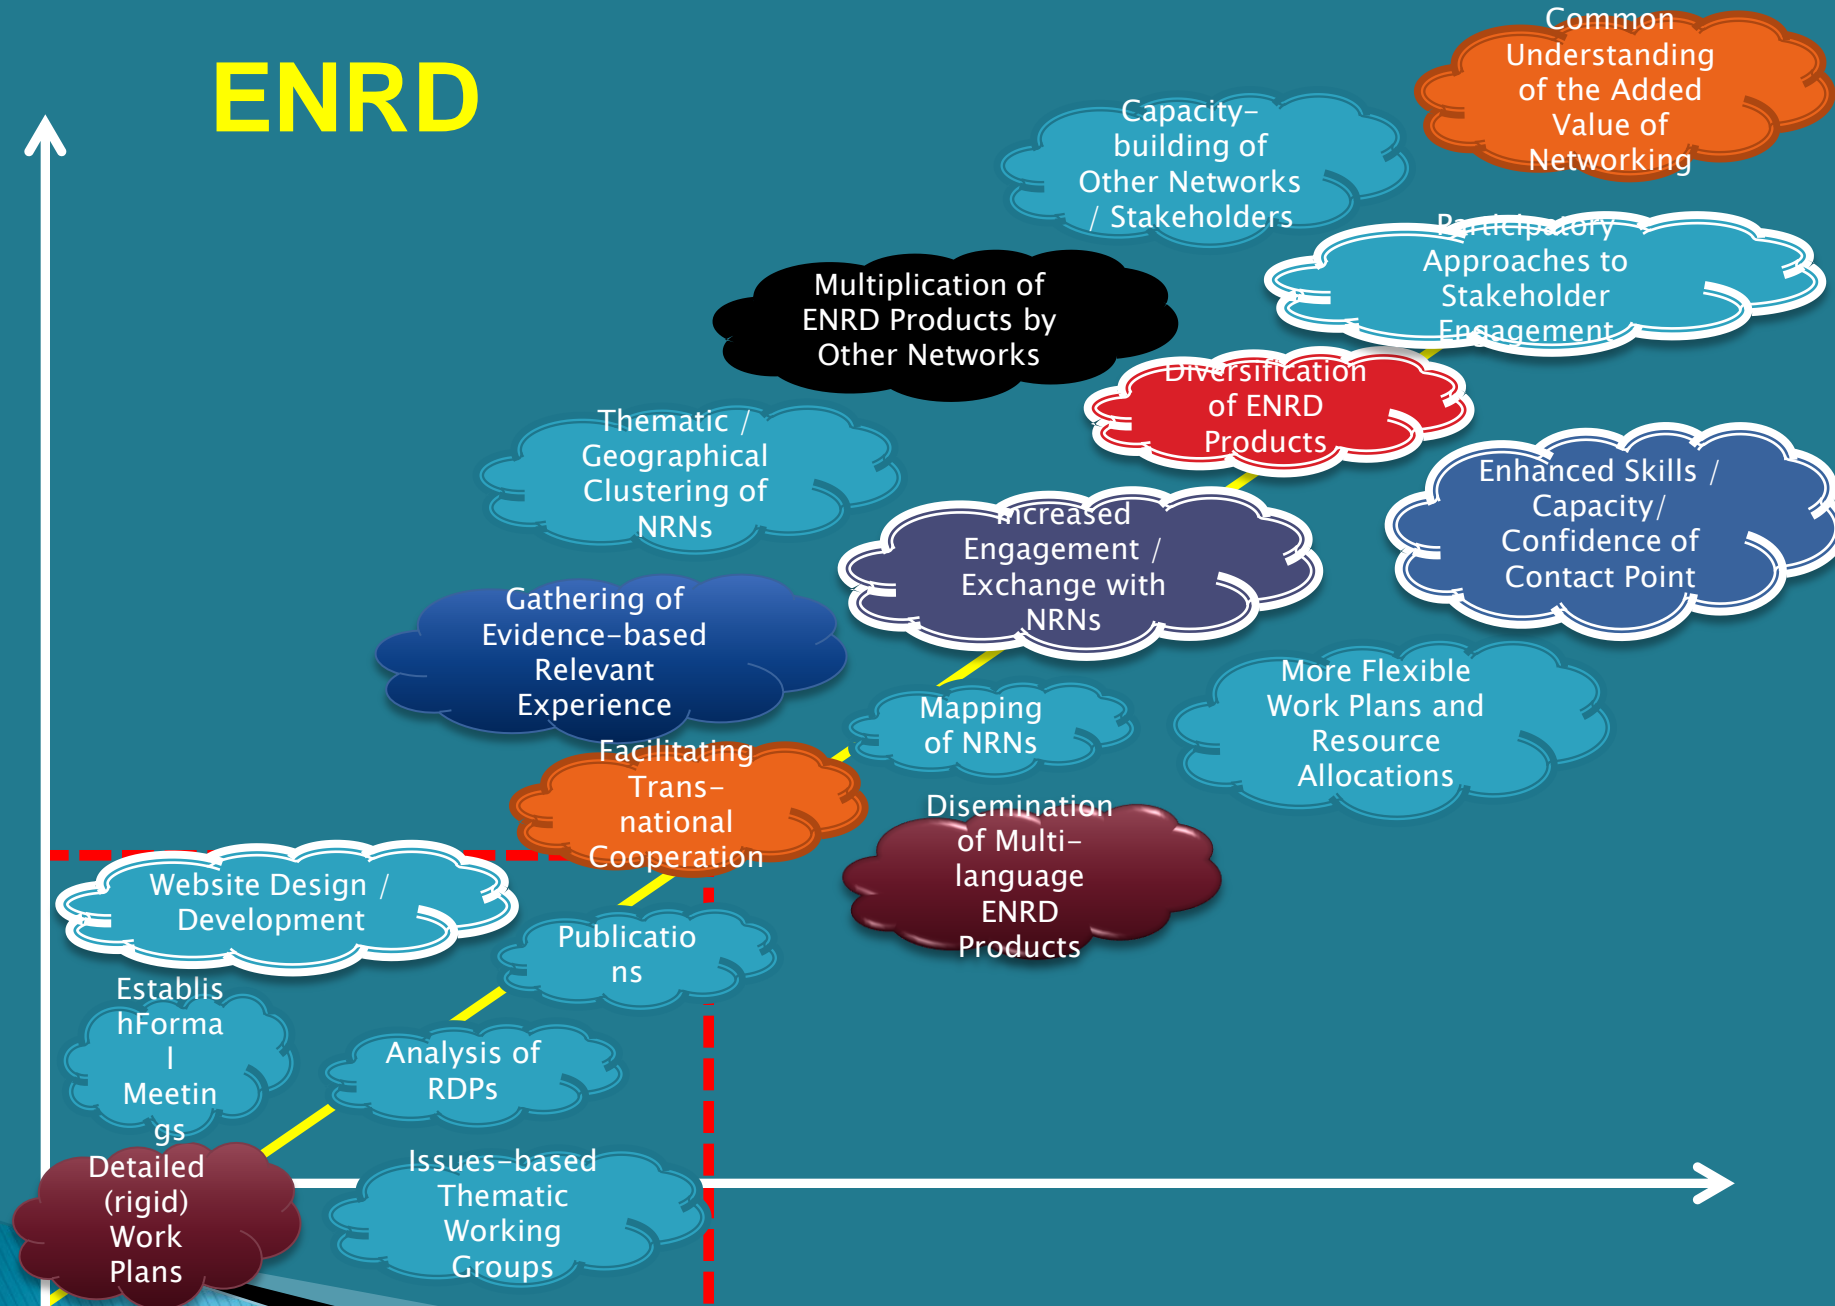 ENRD
Common
Understanding
of the Added
Value of
Networking
Capacity-
building of
Other Networks
/ Stakeholders
Participatory
Approaches to
Stakeholder
Engagement
Multiplication of
ENRD Products by
Other Networks
Diversification
of ENRD
Products
Thematic /
Geographical
Clustering of
NRNs
Enhanced Skills /
Capacity/
Confidence of
Contact Point
Increased
Engagement /
Exchange with
NRNs
Gathering of
Evidence-based
Relevant
Experience
More Flexible
Work Plans and
Resource
Allocations
Mapping
of NRNs
Facilitating
Trans-
national
Cooperation
Disemination
of Multi-
language
ENRD
Products
Website Design /
Development
Publicatio
ns
Establis
hForma
l
Meetin
gs
Analysis of
RDPs
Detailed
(rigid)
Work
Plans
Issues-based
Thematic
Working
Groups